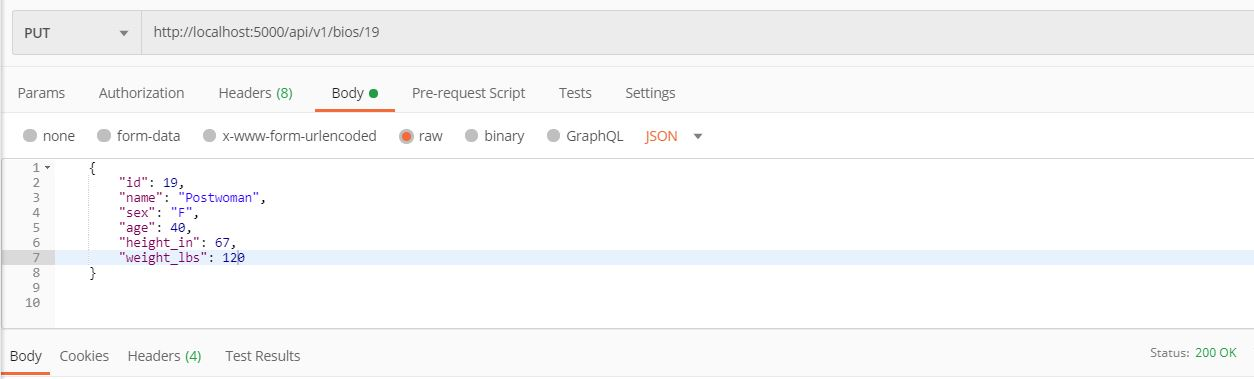 PUT http://localhost:5000/api/v1/bios/19
Params Authorization Headers (8) Body Pre-request Script Tests Settings
none form-data x-www-form-urlencoded raw binary GraphQL JSON
1 {
2 "id": 19,
3 "name": "Postwoman",
4 "sex": "F",
5 "age": 40,
6 "height_in": 67,
7 "weight_lbs": 120
8 }
9
10
Body Cookies Headers (4) Test Results Status: 200 OK